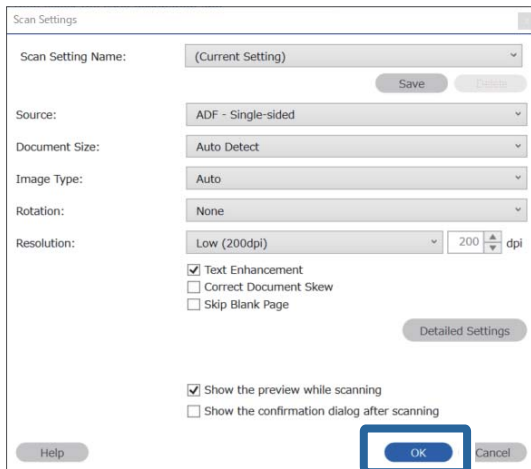 Scan Settings
Scan Setting Name: (Current Setting)
Save Delete
Source: ADF - Single-sided
Document Size: Auto Detect
Image Type: Auto
Rotation: None
Resolution: Low (200dpi) 200 dpi
Text Enhancement
Correct Document Skew
Skip Blank Page
Detailed Settings
Show the preview while scanning
Show the confirmation dialog after scanning
Help OK Cancel